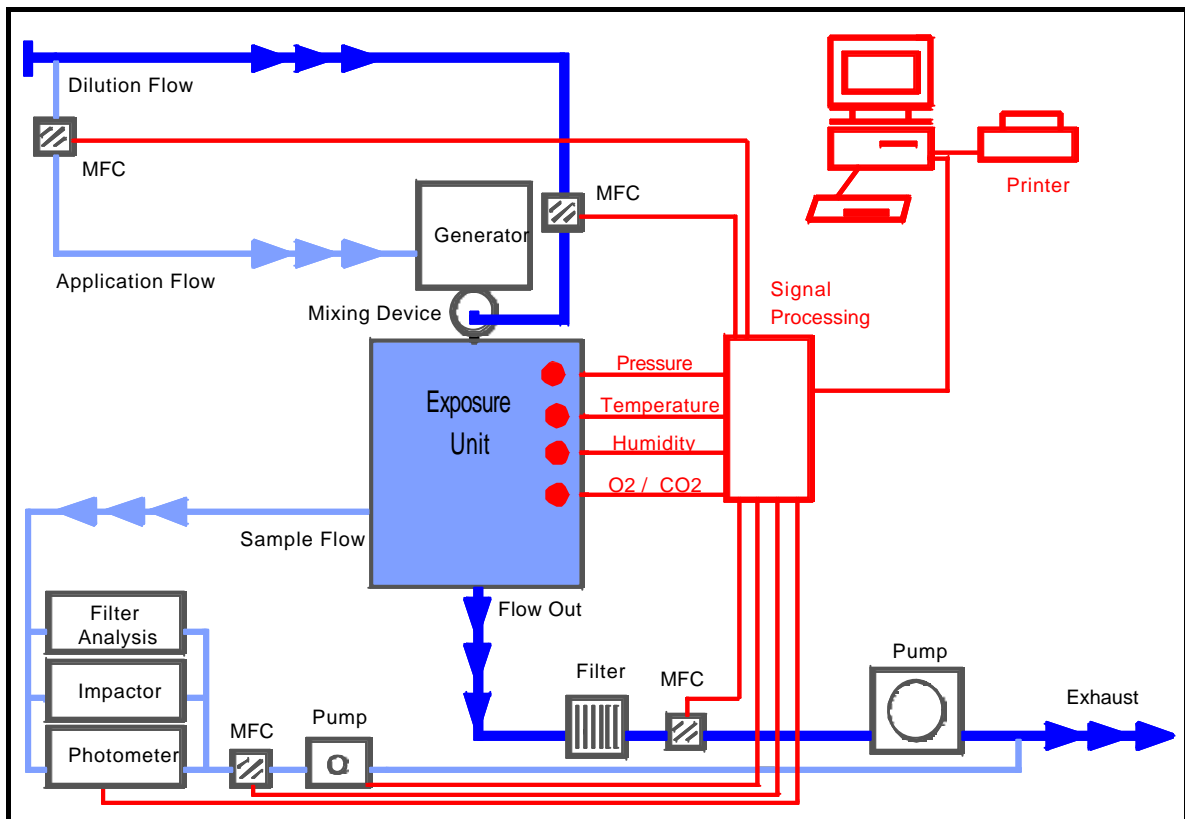 Dilution Flow
MFC
Application Flow
Generator
MFC
Mixing Device
Printer
Signal
Processing
Exposure
Unit
Pressure
Temperature
Humidity
O2 / CO2
Sample Flow
Flow Out
Filter
Analysis
Impactor
Photometer
MFC
Pump
Filter
MFC
Pump
Exhaust